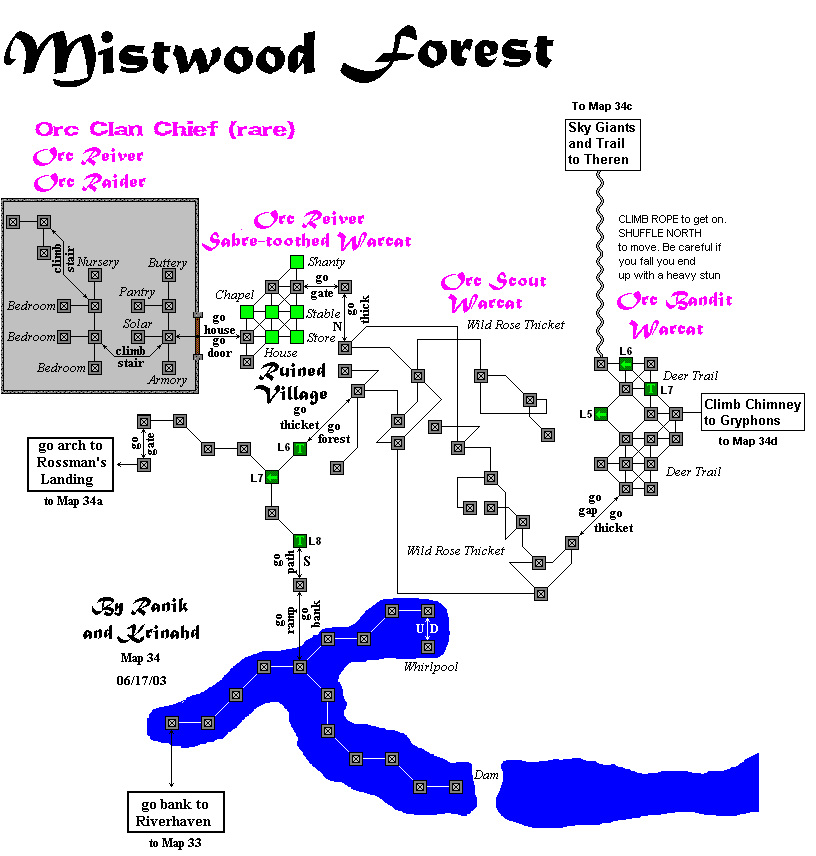 Mistwood Forest
To Map 34c
Sky Giants
and Trail
to Theren
Orc Clan Chief (rare)
Orc Reiver
Orc Raider
CLIMB ROPE to get on.
SHUFFLE NORTH
to move. Be careful if
you fall you end
up with a heavy stun
Orc Reiver
Sabre-toothed Warcat
Orc Scout
Warcat
Orc Bandit
Warcat
climb
stair
Nursery
Buttery
Pantry
Bedroom
Solar
Bedroom
climb
stair
Bedroom
Armory
go
house
go
door
Shanty
go
gate
Chapel
Stable
Store
House
go
thick
N
Wild Rose Thicket
Ruined
Village
L6
Deer Trail
L7
L5
Climb Chimney
to Gryphons
to Map 34d
Deer Trail
go
gap
go
thicket
go
thicket
go
forest
L6
go
gate
go arch to
Rossman's
Landing
to Map 34a
L7
L8
go
path
S
Wild Rose Thicket
go
ramp
go
bank
By Ranik
and Krinahd
Map 34
06/17/03
U D
Whirlpool
Dam
go bank to
Riverhaven
to Map 33
T
T
T